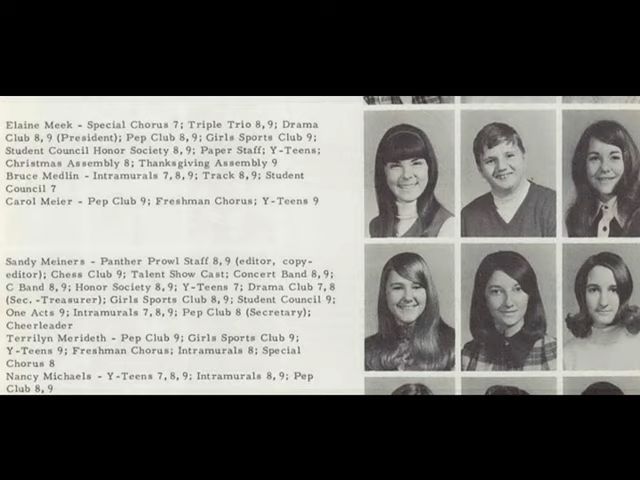 Elaine Meek - Special Chorus 7; Triple Trio 8, 9; Drama
Club 8, 9 (President); Pep Club 8, 9; Girls Sports Club 9;
Student Council Honor Society 8, 9; Paper Staff; Y-Teens;
Christmas Assembly 8; Thanksgiving Assembly 9
Bruce Medlin - Intramurals 7, 8, 9; Track 8, 9; Student
Council 7
Carol Meier - Pep Club 9; Freshman Chorus; Y-Teens 9
Sandy Meiners - Panther Prowl Staff 8, 9 (editor, copy-
editor); Chess Club 9; Talent Show Cast; Concert Band 8, 9;
C Band 8, 9; Honor Society 8, 9; Y-Teens 7; Drama Club 7, 8
(Sec. -Treasurer); Girls Sports Club 8, 9; Student Council 9;
One Acts 9; Intramurals 7, 8, 9; Pep Club 8 (Secretary);
Cheerleader
Terrilyn Merideth - Pep Club 9; Girls Sports Club 9;
Y-Teens 9; Freshman Chorus; Intramurals 8; Special
Chorus 8
Nancy Michaels - Y-Teens 7, 8, 9; Intramurals 8, 9; Pep
Club 8, 9